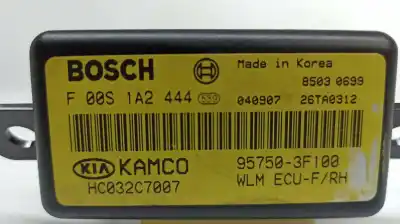 BOSCH Made in Korea
8503 0699
F 00S 1A2 444 040907 26TA0312
KIA KAMCO 95750-3F100
HC032C7007 WLM ECU-F/RH